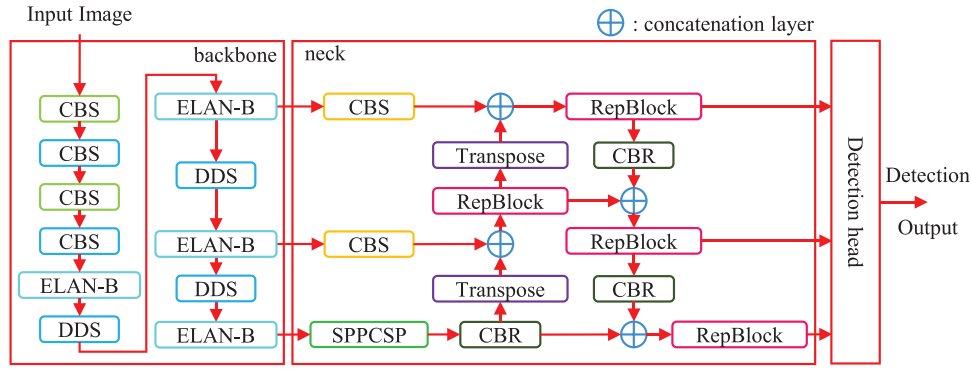 Input Image
: concatenation layer
backbone
neck
CBS
CBS
CBS
CBS
ELAN-B
DDS
ELAN-B
DDS
ELAN-B
DDS
ELAN-B
CBS
CBS
SPPCSP
Transpose
RepBlock
Transpose
CBR
RepBlock
CBR
RepBlock
CBR
RepBlock
Detection head
Detection
Output